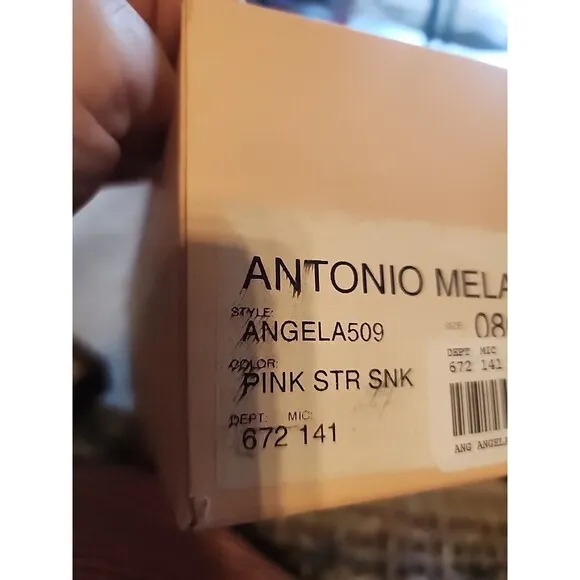 ANTONIO MELA
STYLE:
ANGELA509
SIZE: 08
COLOR:
PINK STR SNK
DEPT: MIC:
672 141
DEPT MIC
672 141
ANG ANGEL